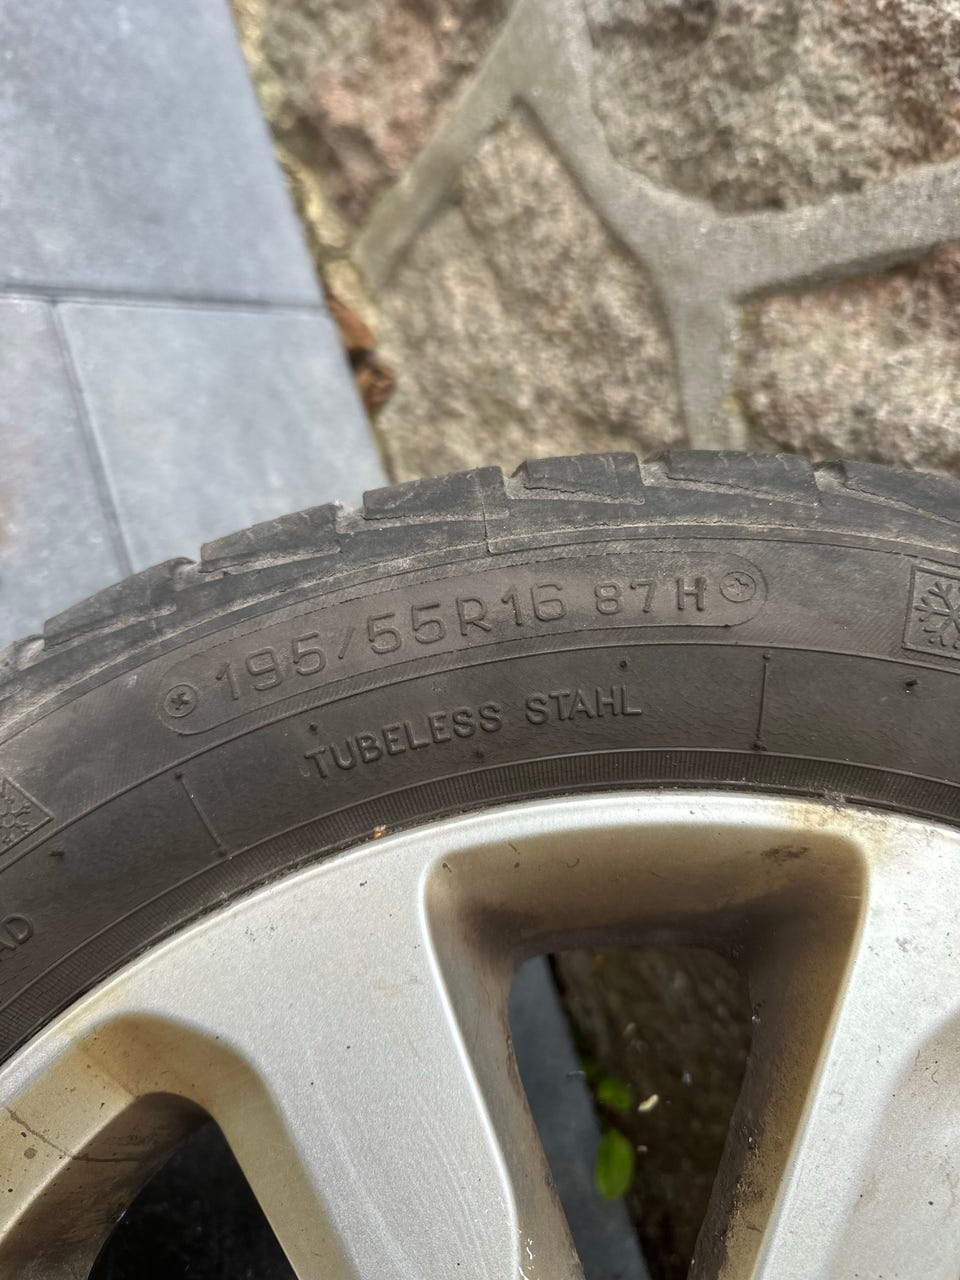 195/55R16 87H
TUBELESS STAHL